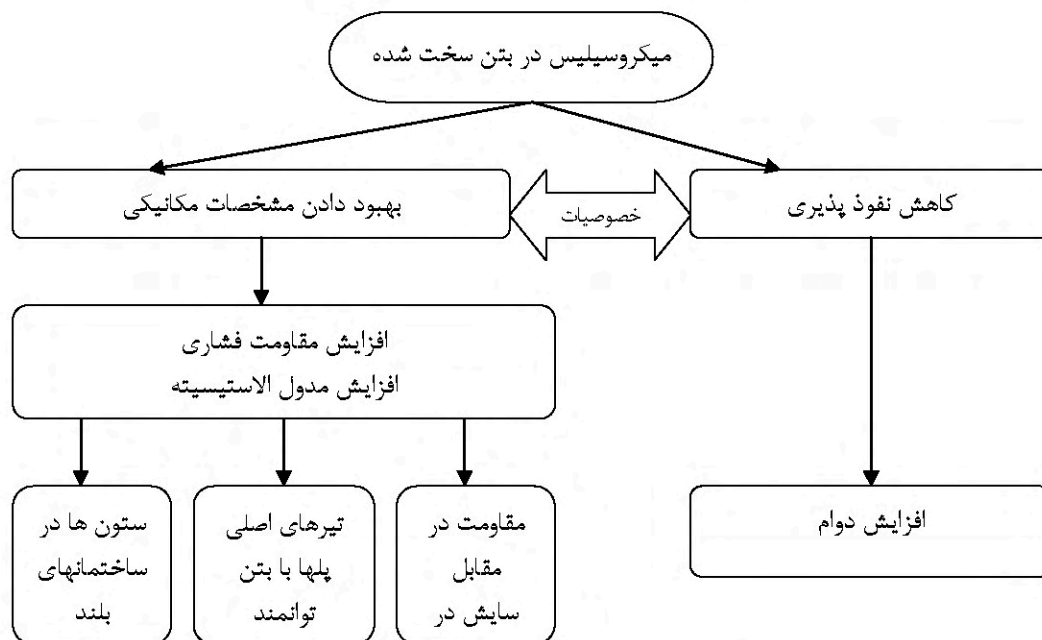 میکروسیلیس در بتن سخت شده
کاهش نفوذ پذیری
خصوصیات
بهبود دادن مشخصات مکانیکی
افزایش مقاومت فشاری
افزایش مدول الاستیسیته
افزایش دوام
مقاومت در
مقابل
سایش در
تیرهای اصلی
پلها با بتن
توانمند
ستون ها در
ساختمانهای
بلند